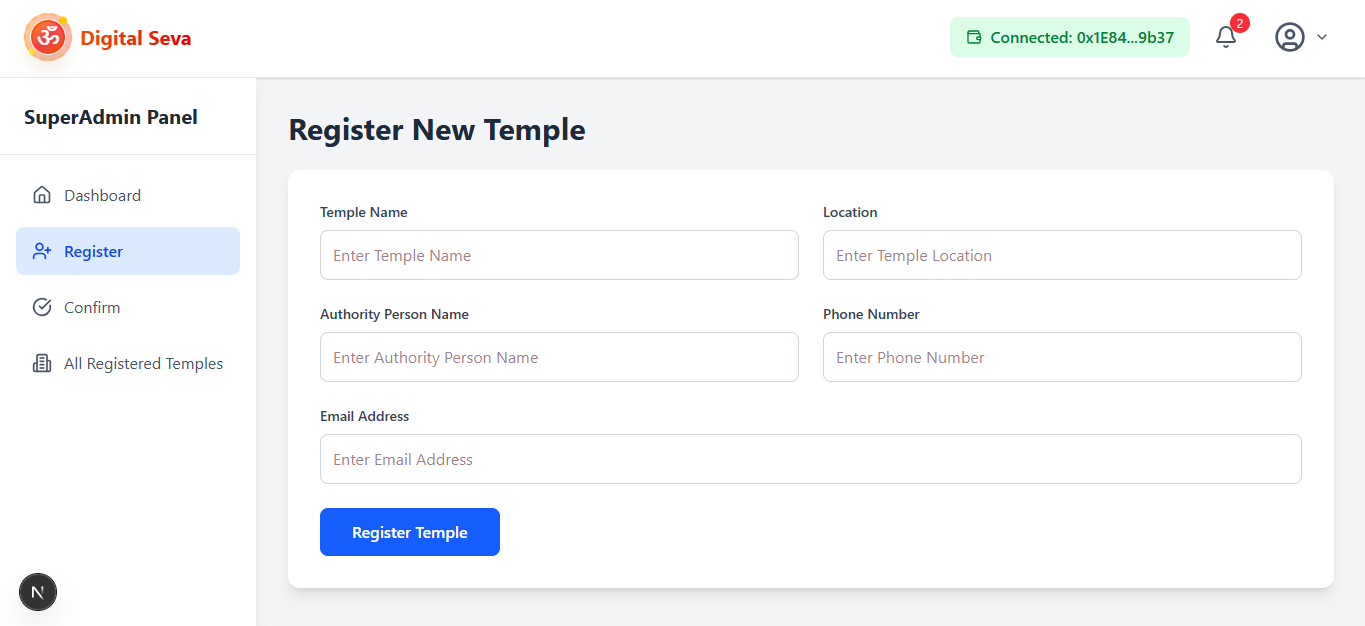 ॐ
Digital Seva
Connected: 0x1E84...9b37
2
SuperAdmin Panel
Dashboard
Register
Confirm
All Registered Temples
Register New Temple
Temple Name
Location
Enter Temple Name
Enter Temple Location
Authority Person Name
Phone Number
Enter Authority Person Name
Enter Phone Number
Email Address
Enter Email Address
Register Temple
N